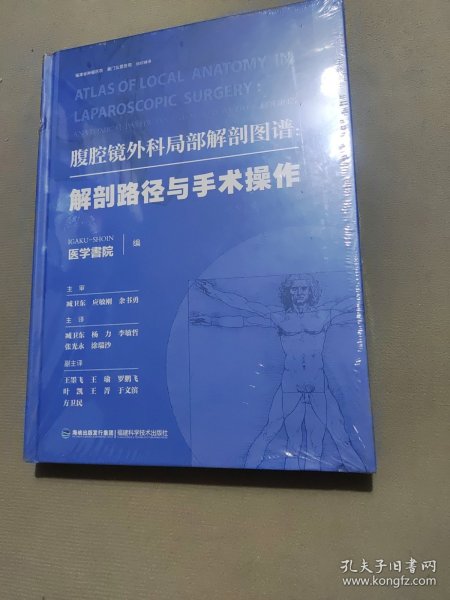 ATLAS OF LOCAL ANATOMY IN
LAPAROSCOPIC SURGERY:
腹腔镜外科局部解剖图谱:
解剖路径与手术操作
IGAKU-SHOIN
医学書院
编
主 审
臧卫东 应敏刚 余书勇
主 译
臧卫东 杨 力 李敏哲
张光永 徐瑞沙
副主译
王墨飞 王 瑜 罗鹏飞
叶 凯 王 菁 于文滨
方卫民
海峡出版发行集团 福建科学技术出版社
孔夫子旧书网
www.kongfz.com